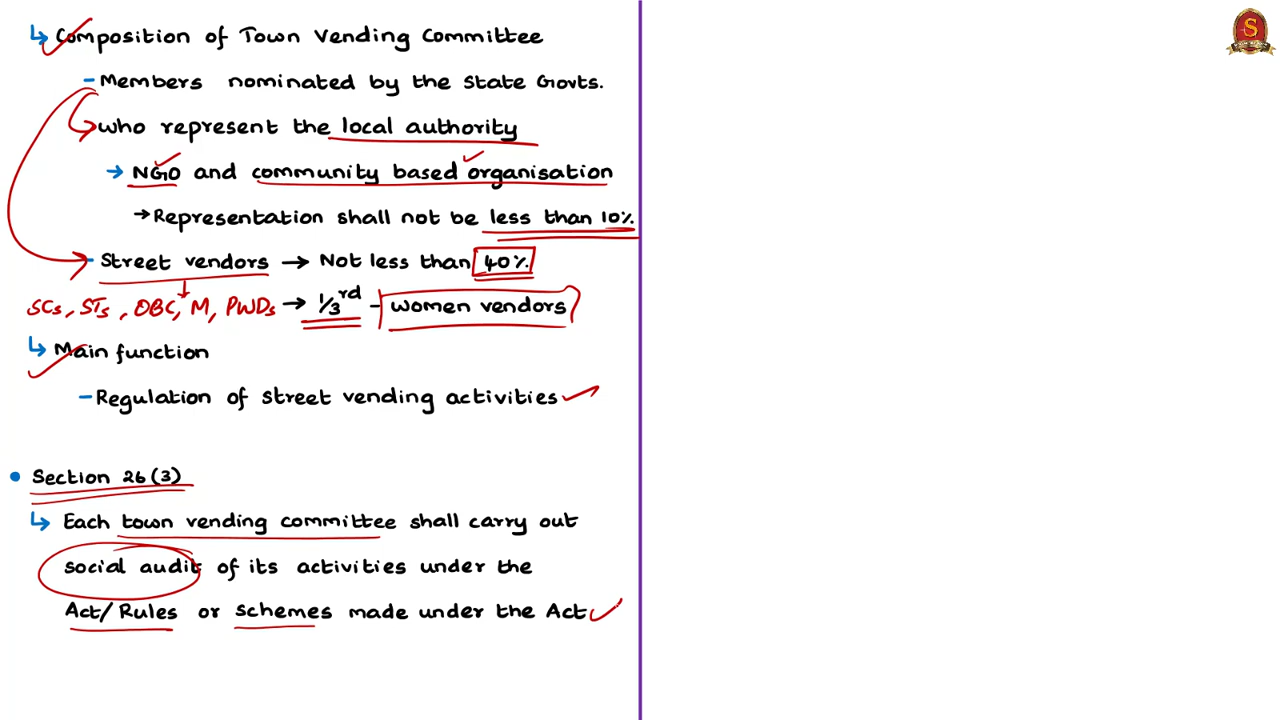 Composition of Town Vending Committee
- Members nominated by the State Govts.
who represent the local authority
→ NGO and community based organisation
→ Representation shall not be less than 10%.
- Street vendors → Not less than 40%
SCs, STs, OBC, M, PWDs → 1/3rd - women vendors
Main function
- Regulation of street vending activities
• Section 26(3)
Each town vending committee shall carry out
social audit of its activities under the
Act/Rules or schemes made under the Act
S